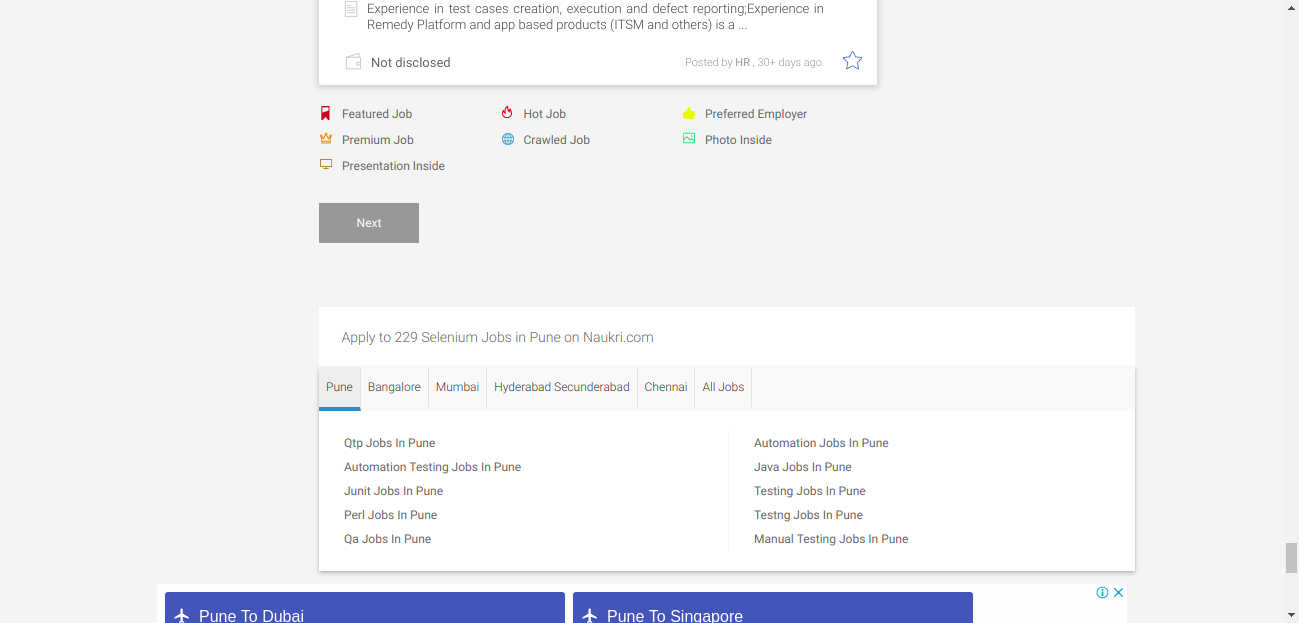 Experience in test cases creation, execution and defect reporting;Experience in
Remedy Platform and app based products (ITSM and others) is a ...
Not disclosed
Posted by HR , 30+ days ago
Featured Job
Hot Job
Preferred Employer
Premium Job
Crawled Job
Photo Inside
Presentation Inside
Next
Apply to 229 Selenium Jobs in Pune on Naukri.com
Pune
Bangalore
Mumbai
Hyderabad Secunderabad
Chennai
All Jobs
Qtp Jobs In Pune
Automation Testing Jobs In Pune
Junit Jobs In Pune
Perl Jobs In Pune
Qa Jobs In Pune
Automation Jobs In Pune
Java Jobs In Pune
Testing Jobs In Pune
Testng Jobs In Pune
Manual Testing Jobs In Pune
Pune To Dubai
Pune To Singapore